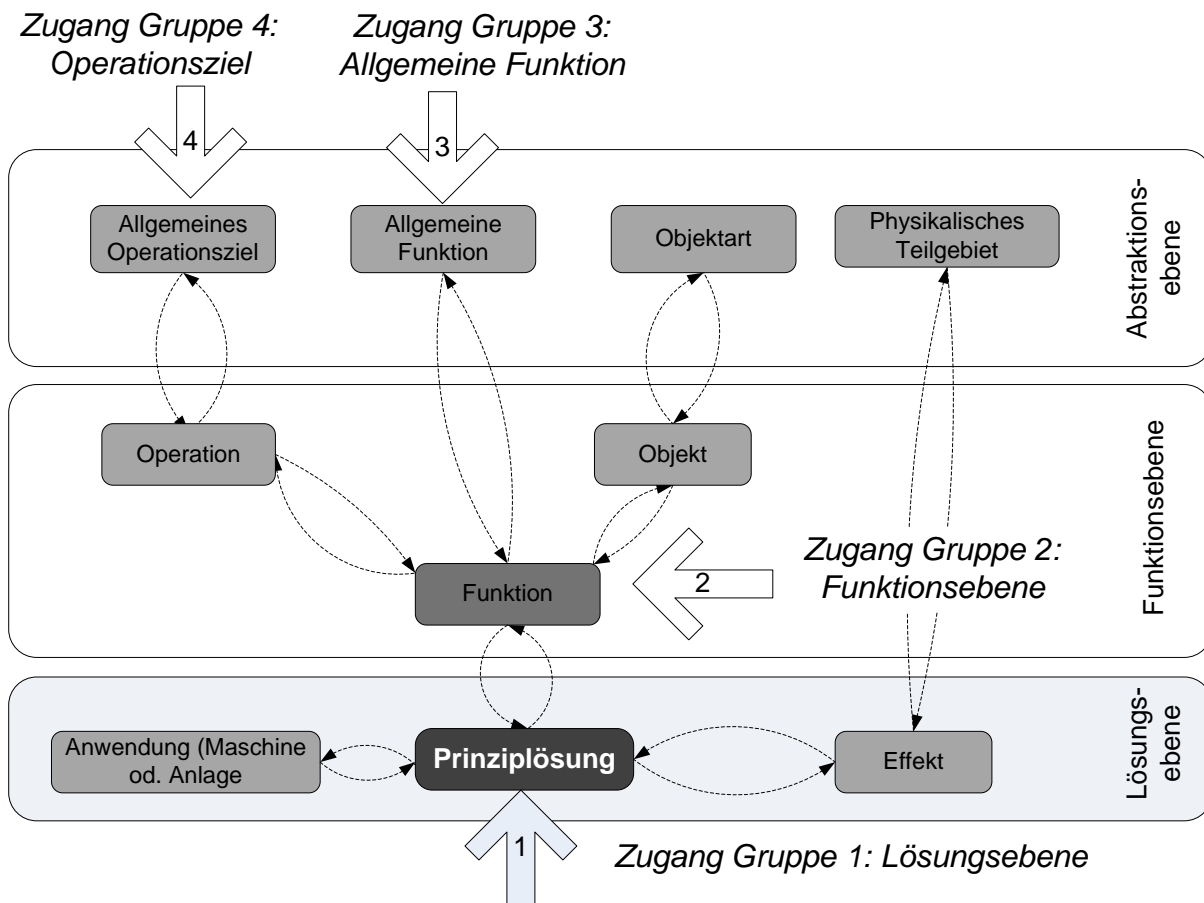 Zugang Gruppe 4:
Operationsziel
Zugang Gruppe 3:
Allgemeine Funktion
4
3
Allgemeines
Operationsziel
Allgemeine
Funktion
Objektart
Physikalisches
Teilgebiet
Abstraktions-
ebene
Operation
Objekt
Funktion
2
Zugang Gruppe 2:
Funktionsebene
Funktionsebene
Anwendung (Maschine
od. Anlage
Prinziplösung
Effekt
Lösungs-
ebene
1
Zugang Gruppe 1: Lösungsebene